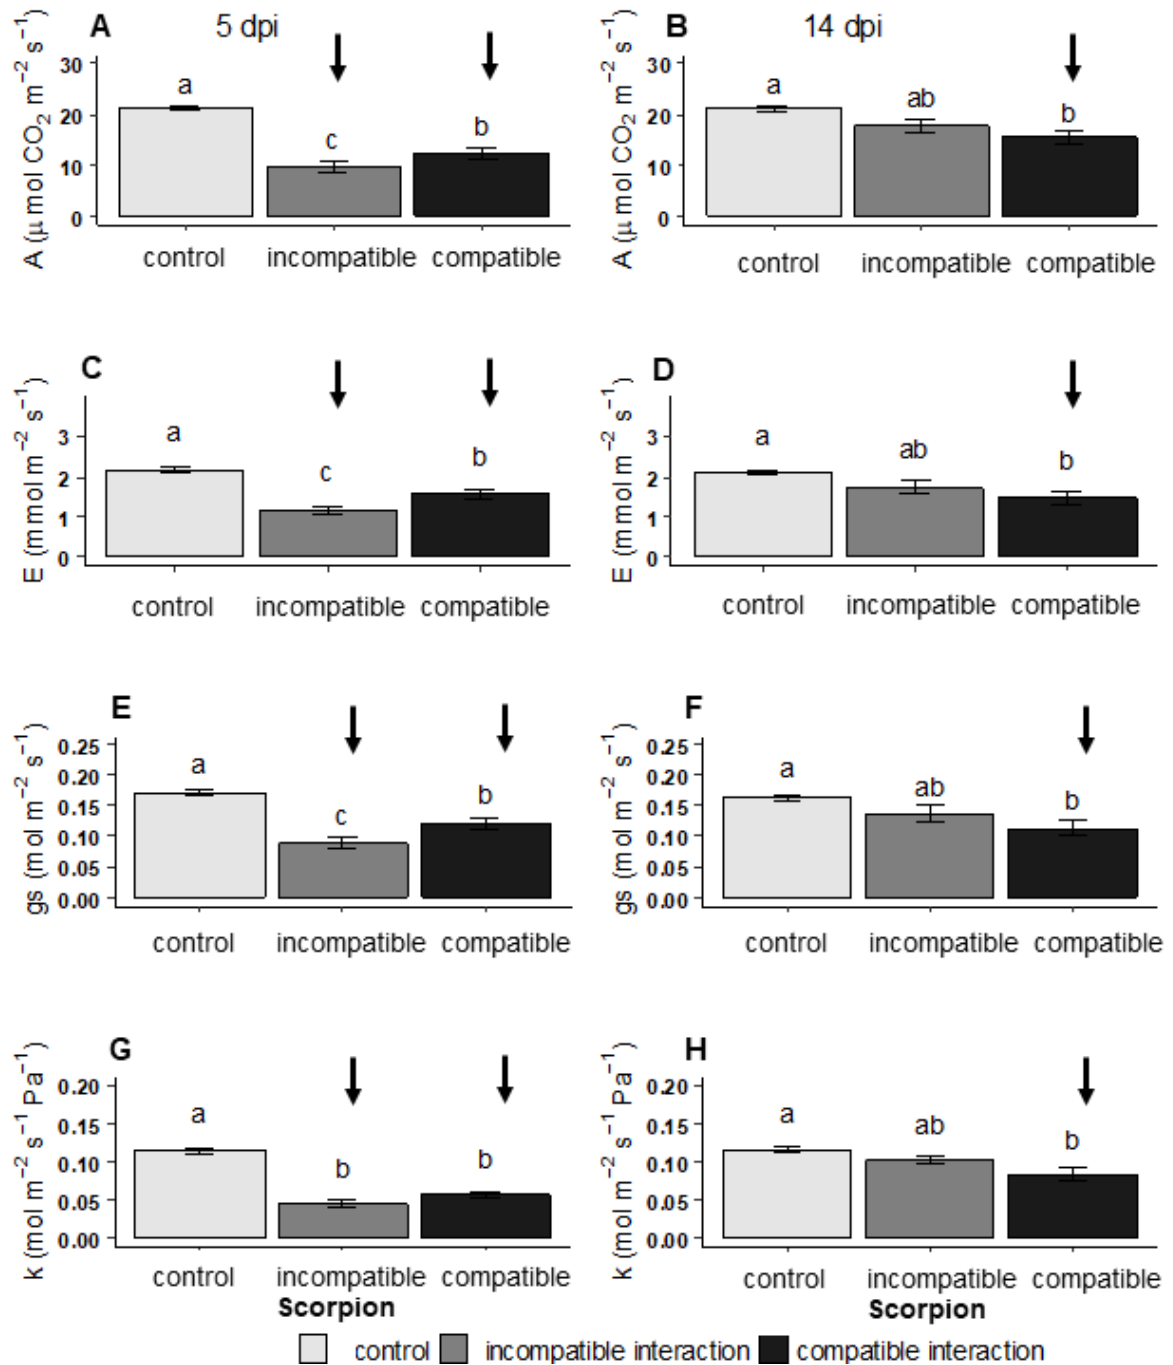 A 5 dpi
A (μ mol CO₂ m⁻² s⁻¹)
30
20
10
0
a
c
b
control incompatible compatible
B 14 dpi
A (μ mol CO₂ m⁻² s⁻¹)
30
20
10
0
a
ab
b
control incompatible compatible
C
E (mmol m⁻² s⁻¹)
3
2
1
0
a
c
b
control incompatible compatible
D
E (mmol m⁻² s⁻¹)
3
2
1
0
a
ab
b
control incompatible compatible
E
gs (mol m⁻² s⁻¹)
0.25
0.20
0.15
0.10
0.05
0.00
a
c
b
control incompatible compatible
F
gs (mol m⁻² s⁻¹)
0.25
0.20
0.15
0.10
0.05
0.00
a
ab
b
control incompatible compatible
G
k (mol m⁻² s⁻¹ Pa⁻¹)
0.20
0.15
0.10
0.05
0.00
a
b
b
control incompatible compatible
Scorpion
H
k (mol m⁻² s⁻¹ Pa⁻¹)
0.20
0.15
0.10
0.05
0.00
a
ab
b
control incompatible compatible
Scorpion
control incompatible interaction compatible interaction